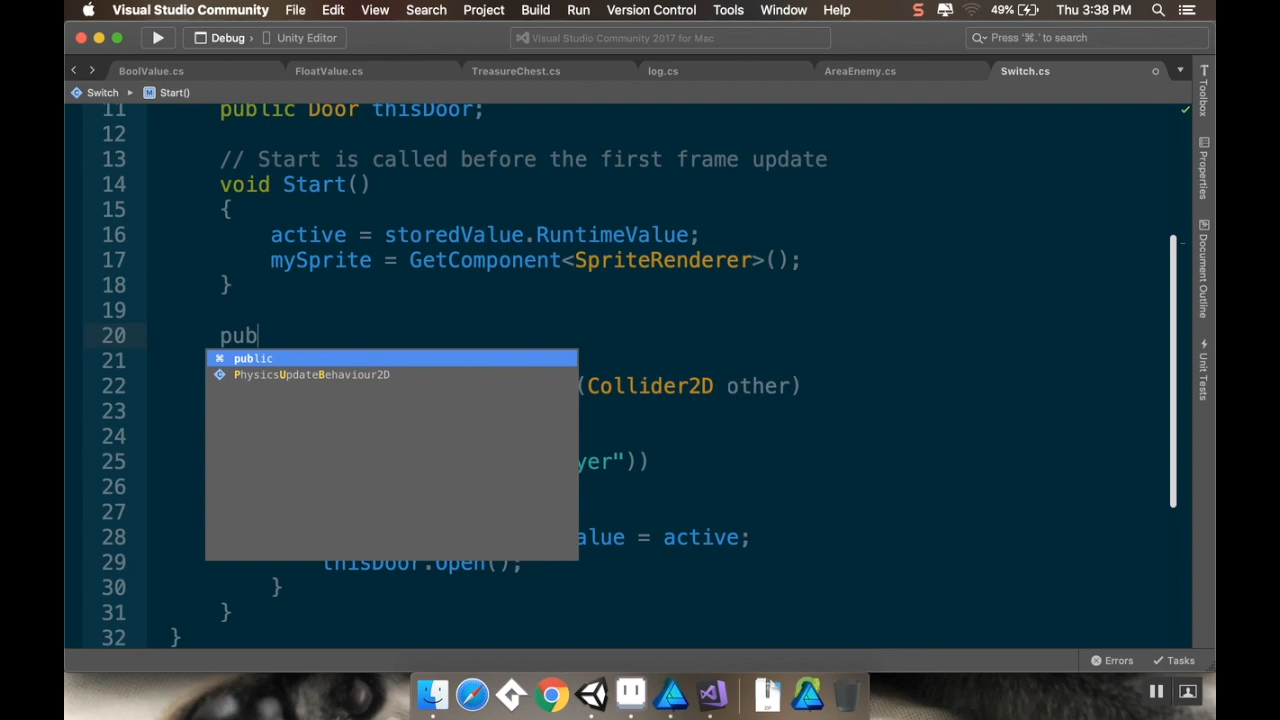 Visual Studio Community File Edit View Search Project Build Run Version Control Tools Window Help S 49% Thu 3:38 PM
Debug › Unity Editor Visual Studio Community 2017 for Mac Press '⌘.' to search
BoolValue.cs FloatValue.cs TreasureChest.cs log.cs AreaEnemy.cs Switch.cs
Switch ▸ M Start()
11 public Door thisDoor;
12
13 // Start is called before the first frame update
14 void Start()
15 {
16 active = storedValue.RuntimeValue;
17 mySprite = GetComponent<SpriteRenderer>();
18 }
19
20 pub
⌘ public
21
PhysicsUpdateBehaviour2D
22 (Collider2D other)
23
24
25 yer"))
26
27
28 alue = active;
29 thisDoor.Open();
30 }
31 }
32 }
Toolbox
Properties
Document Outline
Unit Tests
Errors Tasks
ZIP